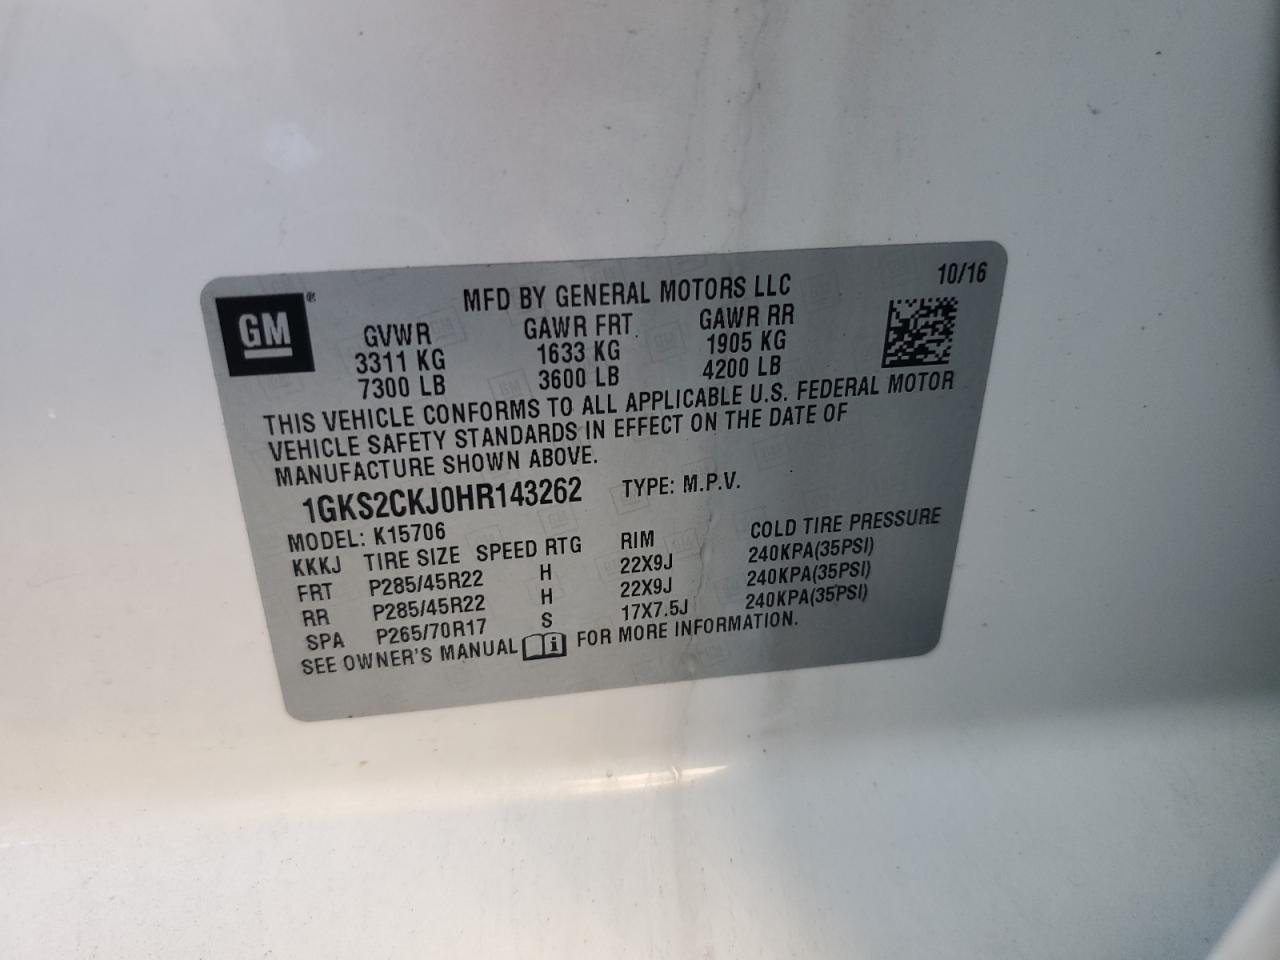 10/16
GM®
MFD BY GENERAL MOTORS LLC
GVWR GAWR FRT GAWR RR
3311 KG 1633 KG 1905 KG
7300 LB 3600 LB 4200 LB
THIS VEHICLE CONFORMS TO ALL APPLICABLE U.S. FEDERAL MOTOR
VEHICLE SAFETY STANDARDS IN EFFECT ON THE DATE OF
MANUFACTURE SHOWN ABOVE.
1GKS2CKJ0HR143262 TYPE: M.P.V.
MODEL: K15706
KKKJ TIRE SIZE SPEED RTG RIM COLD TIRE PRESSURE
FRT P285/45R22 H 22X9J 240KPA(35PSI)
RR P285/45R22 H 22X9J 240KPA(35PSI)
SPA P265/70R17 S 17X7.5J 240KPA(35PSI)
SEE OWNER'S MANUAL i FOR MORE INFORMATION.